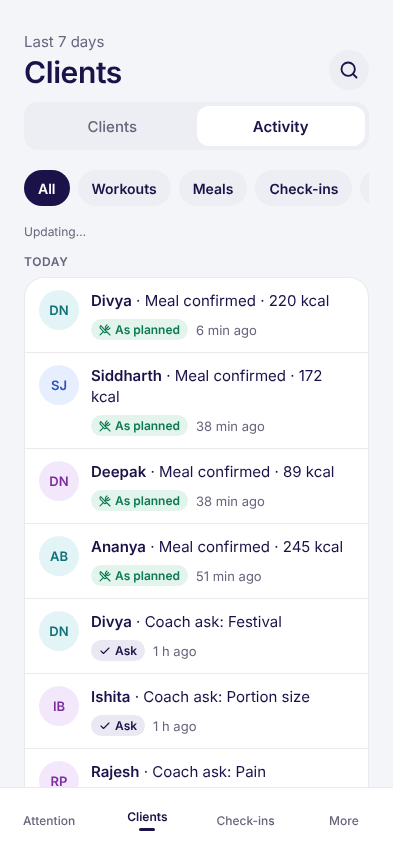 Last 7 days
Clients
Clients
Activity
All
Workouts
Meals
Check-ins
Updating...
TODAY
DN
Divya · Meal confirmed · 220 kcal
As planned
6 min ago
SJ
Siddharth · Meal confirmed · 172
kcal
As planned
38 min ago
DN
Deepak · Meal confirmed · 89 kcal
As planned
38 min ago
AB
Ananya · Meal confirmed · 245 kcal
As planned
51 min ago
DN
Divya · Coach ask: Festival
Ask
1 h ago
IB
Ishita · Coach ask: Portion size
Ask
1 h ago
RP
Rajesh · Coach ask: Pain
Attention
Clients
Check-ins
More